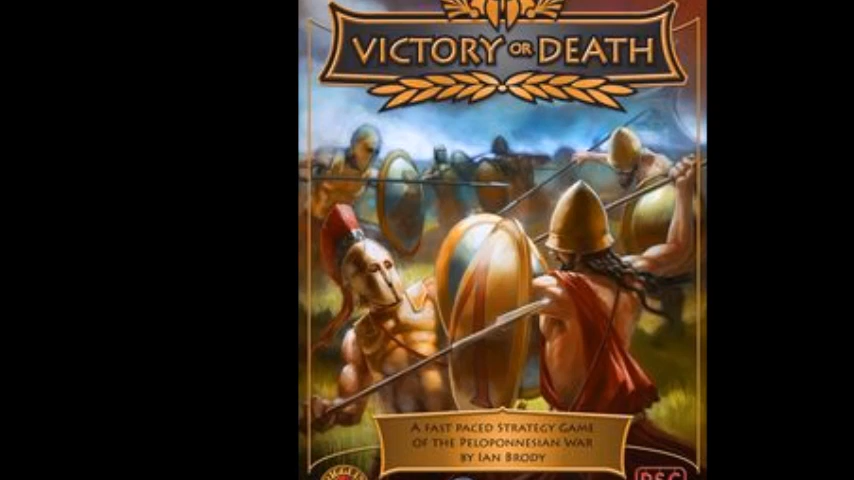 VICTORY OR DEATH
A FAST PACED STRATEGY GAME
OF THE PELOPONNESIAN WAR
BY IAN BRODY